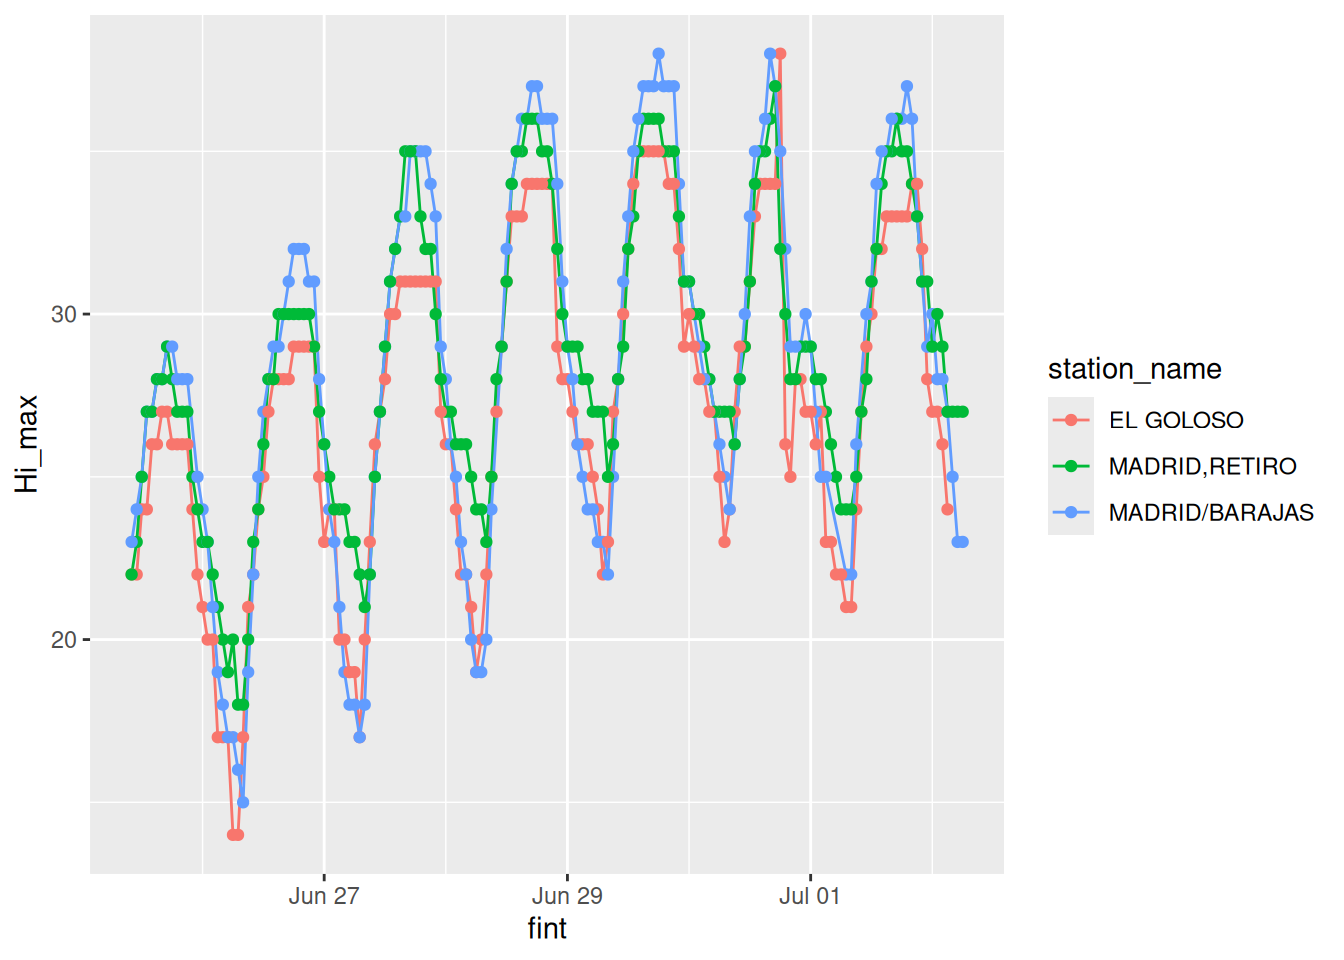 Hi_max
30
20
Jun 27
Jun 29
Jul 01
fint
station_name
EL GOLOSO
MADRID,RETIRO
MADRID/BARAJAS